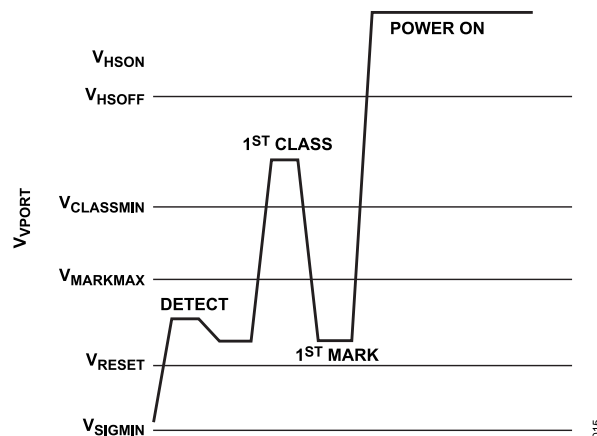 POWER ON
VHSON
VHSOFF
1ST CLASS
VCLASSMIN
VVPORT
VMARKMAX
DETECT
1ST MARK
VRESET
VSIGMIN